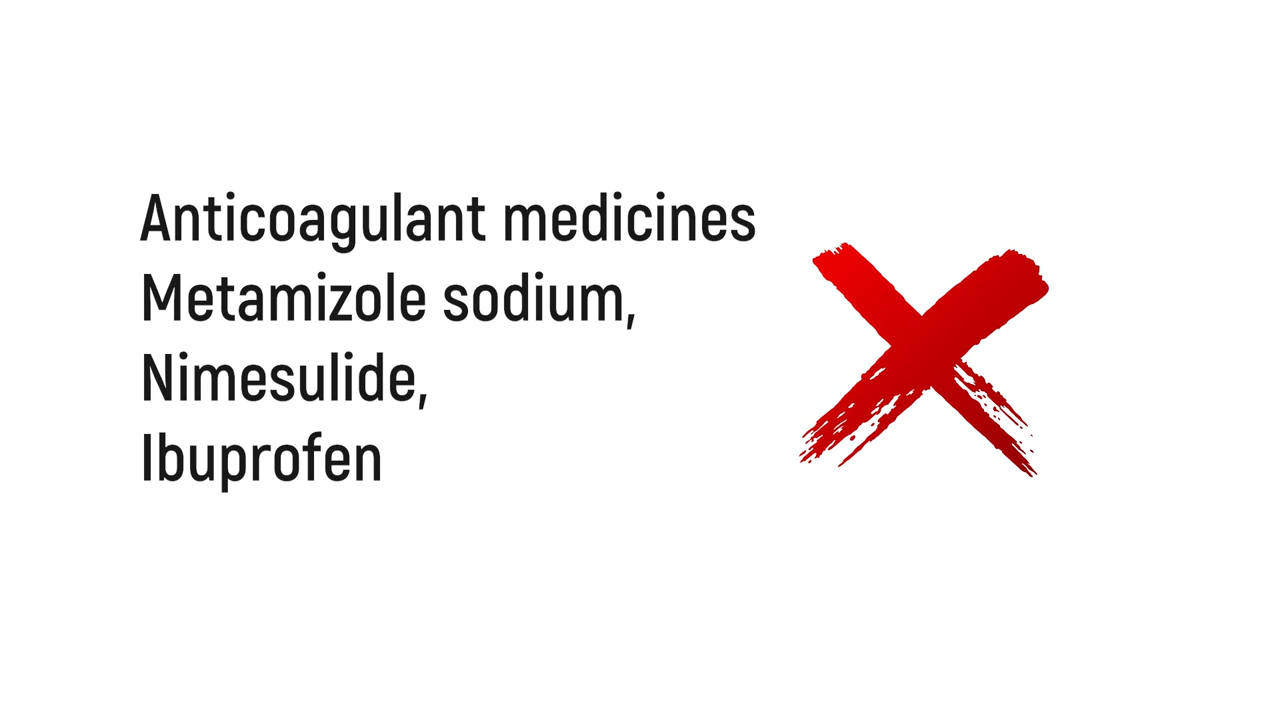 Anticoagulant medicines
Metamizole sodium,
Nimesulide,
Ibuprofen